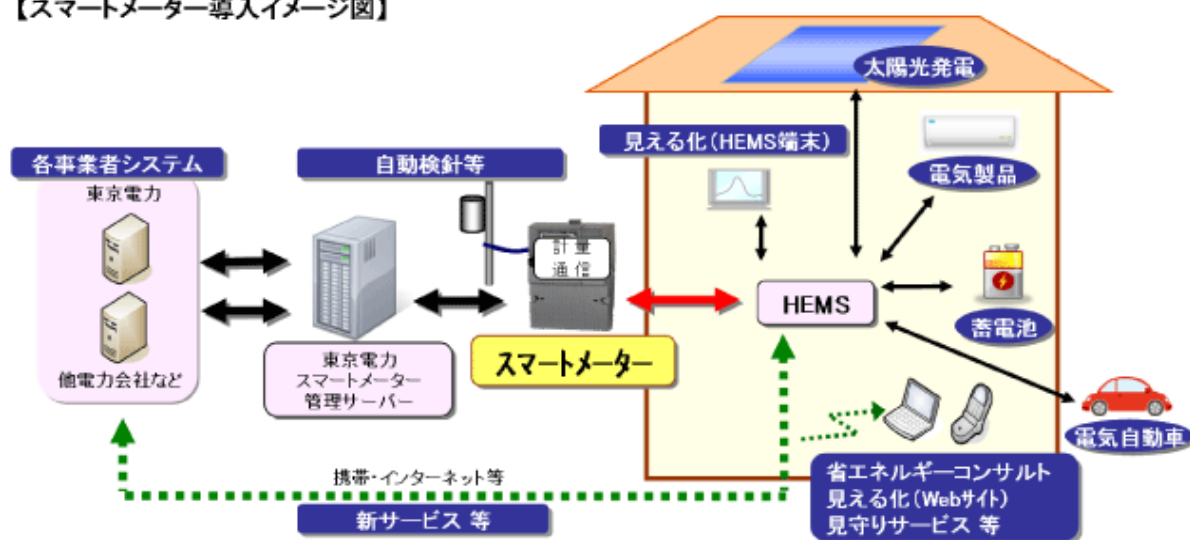 【スマートメーター導入イメージ図】
太陽光発電
見える化（HEMS端末）
各事業者システム
自動検針等
電気製品
東京電力
計量
通信
HEMS
蓄電池
東京電力
スマートメーター
管理サーバー
スマートメーター
他電力会社など
電気自動車
携帯・インターネット等
新サービス 等
省エネルギーコンサルト
見える化（Webサイト）
見守りサービス 等